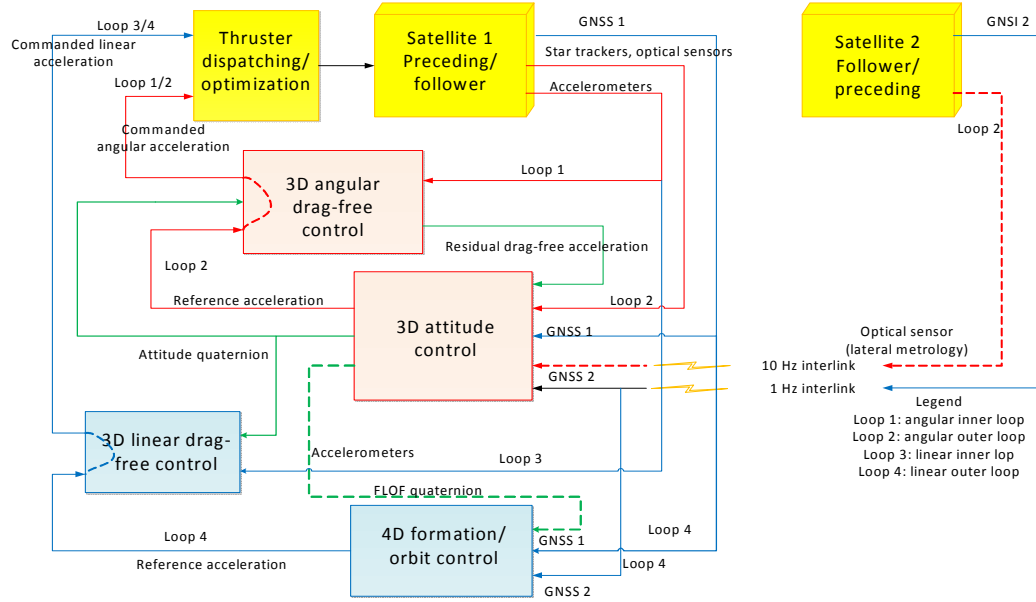 Loop 3/4
Commanded linear
acceleration
Loop 1/2
Commanded
angular acceleration
Thruster
dispatching/
optimization
Satellite 1
Preceding/
follower
GNSS 1
Star trackers, optical sensors
Accelerometers
Satellite 2
Follower/
preceding
GNSI 2
Loop 2
3D angular
drag-free
control
Loop 1
Residual drag-free acceleration
Loop 2
Reference acceleration
3D attitude
control
Loop 2
GNSS 1
GNSS 2
Attitude quaternion
Optical sensor
(lateral metrology)
10 Hz interlink
1 Hz interlink
Legend
Loop 1: angular inner loop
Loop 2: angular outer loop
Loop 3: linear inner lop
Loop 4: linear outer loop
3D linear drag-
free control
Accelerometers
Loop 3
FLOF quaternion
4D formation/
orbit control
Loop 4
Reference acceleration
GNSS 1
Loop 4
Loop 4
GNSS 2